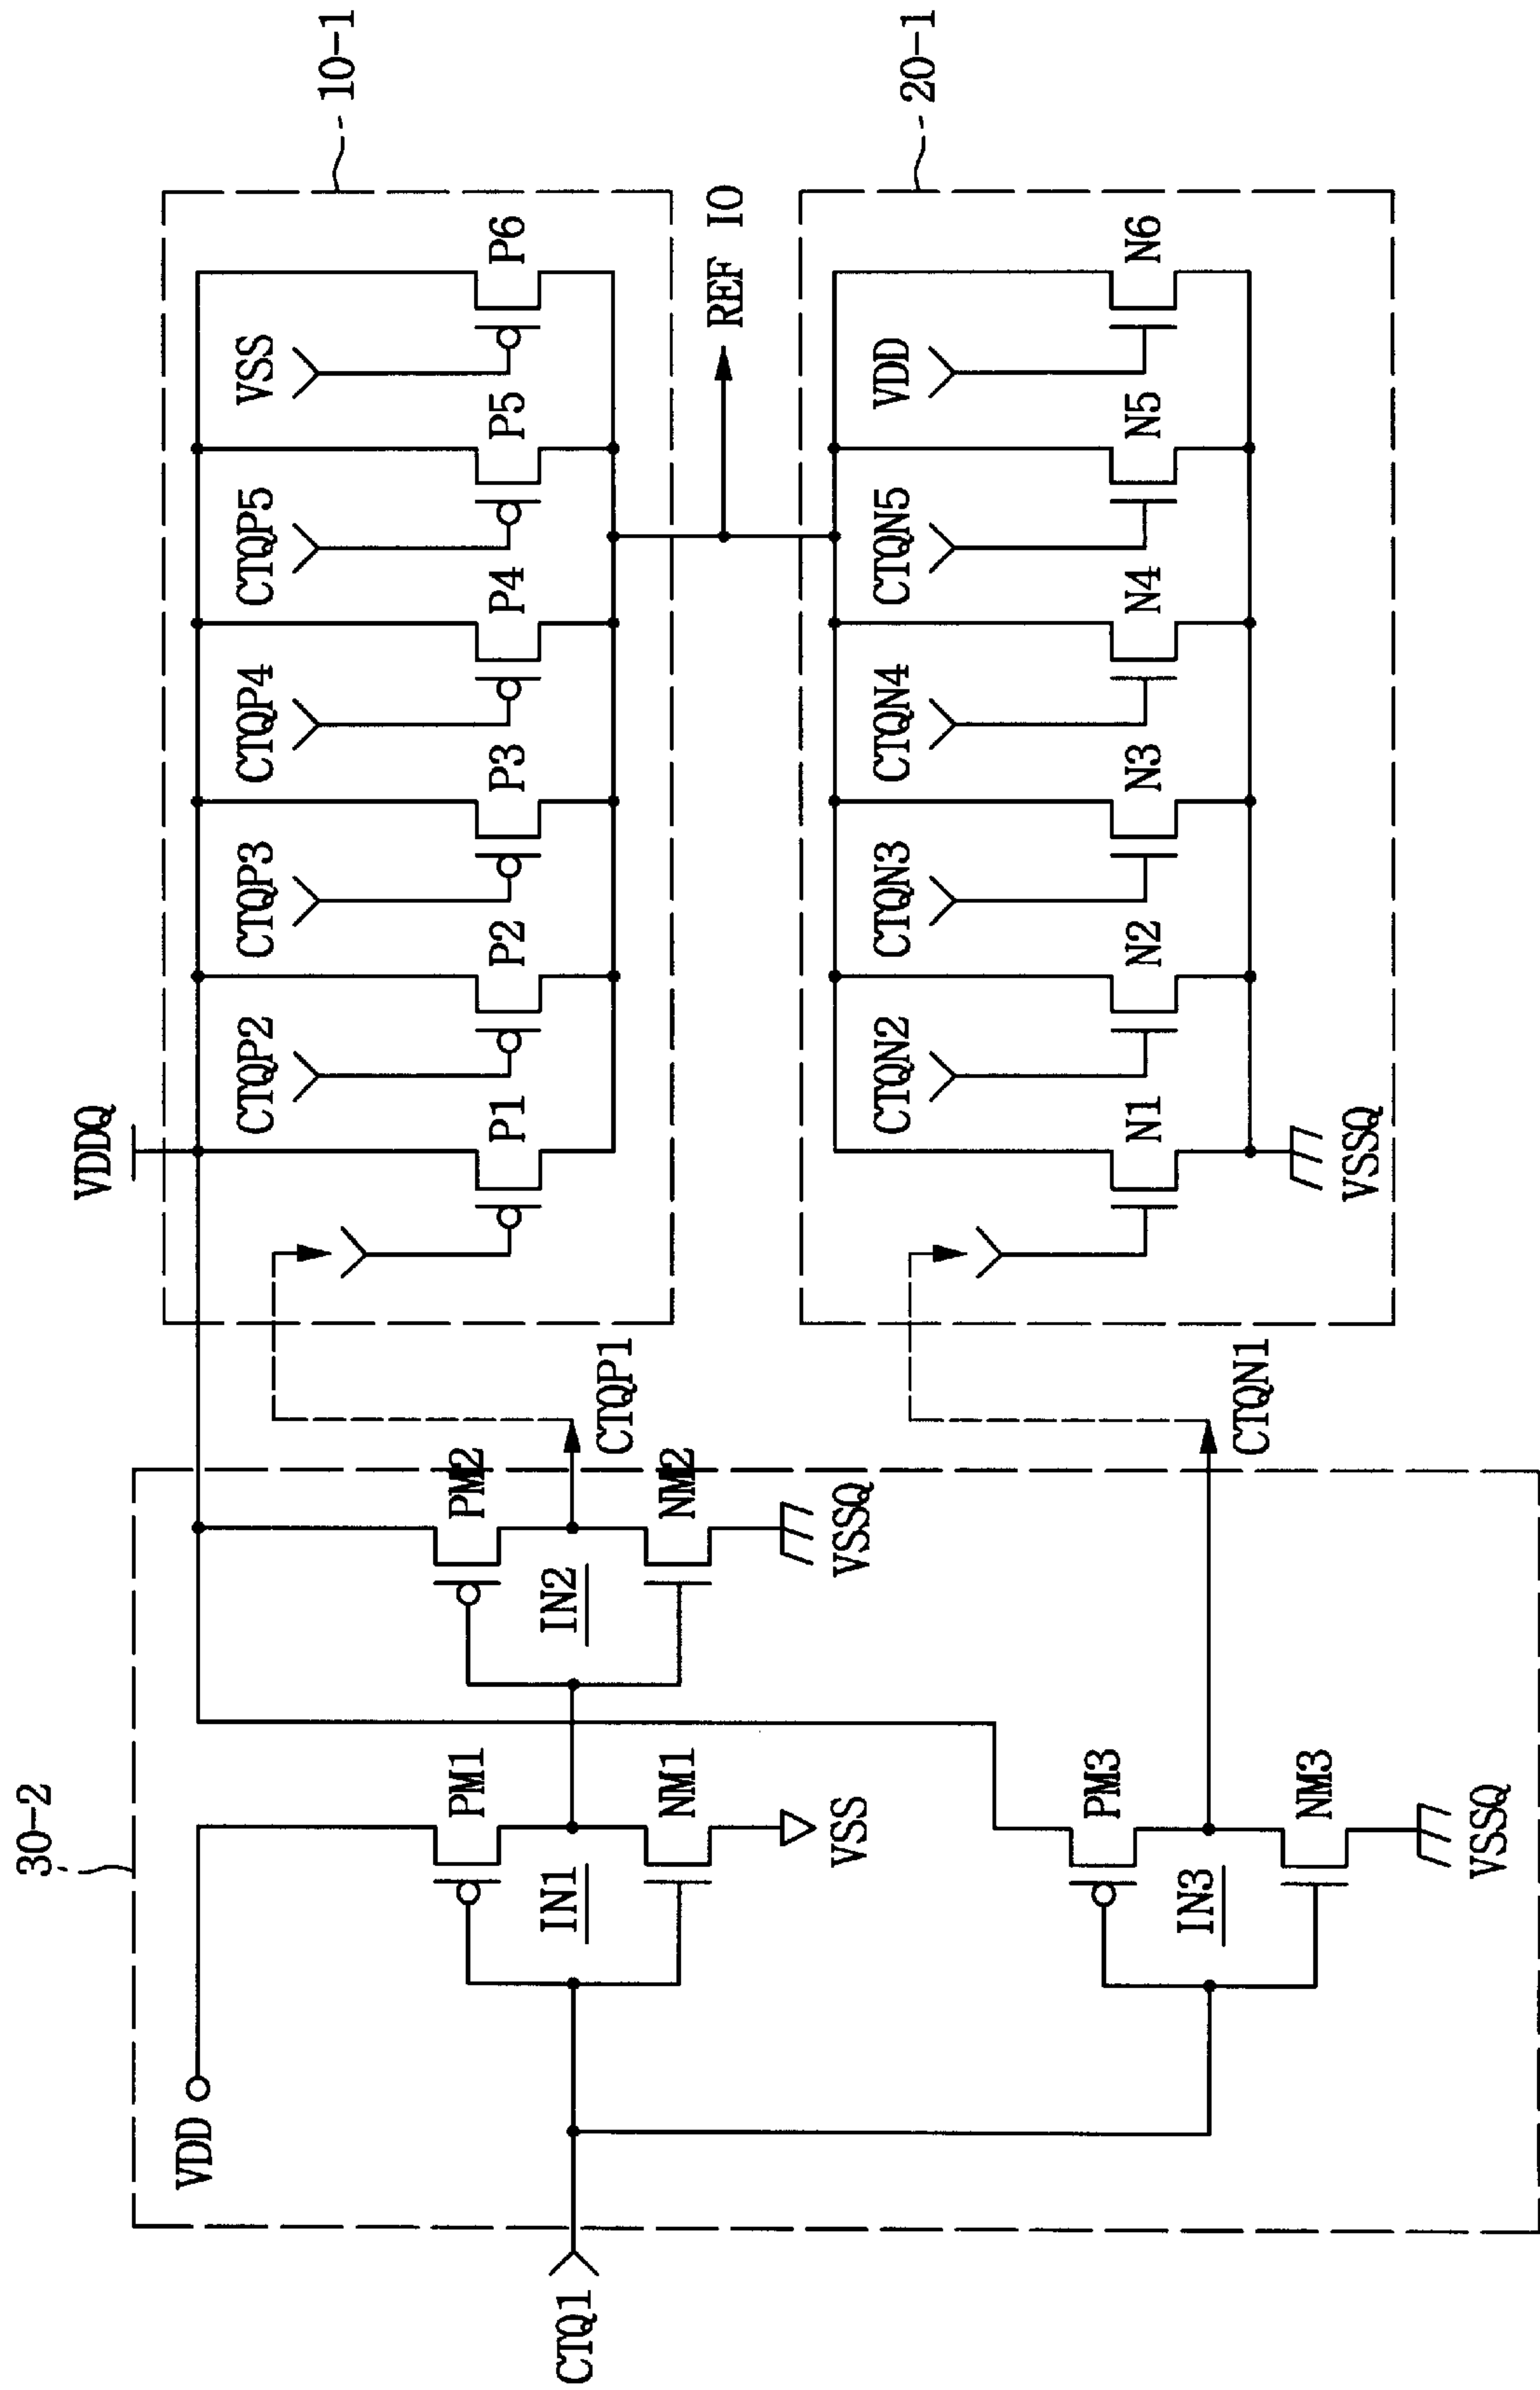 30-2
VDD
CTQ1
PM1
IN1
NM1
VSS
PM2
IN2
NM2
VSSQ
PM3
IN3
NM3
VSSQ
CTQP1
CTQN1
VDDQ
10-1
CTQP2
CTQP3
CTQP4
CTQP5
VSS
P1
P2
P3
P4
P5
P6
REF IO
20-1
CTQN2
CTQN3
CTQN4
CTQN5
VDD
N1
N2
N3
N4
N5
N6
VSSQ